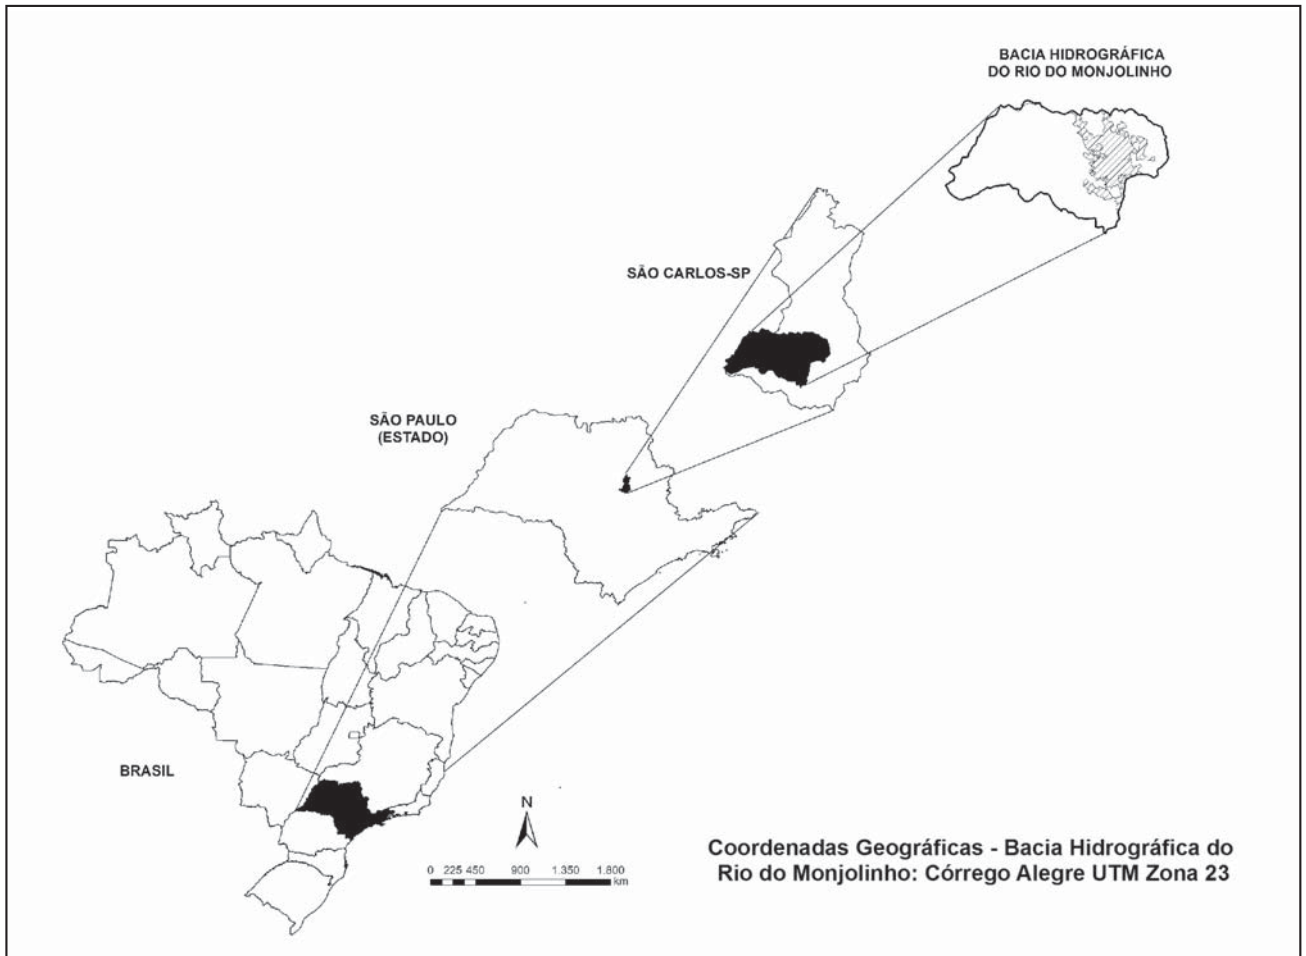 BACIA HIDROGRÁFICA
DO RIO DO MONJOLINHO
SÃO CARLOS-SP
SÃO PAULO
(ESTADO)
BRASIL
N
0 225 450 900 1.350 1.800
km
Coordenadas Geográficas - Bacia Hidrográfica do
Rio do Monjolinho: Córrego Alegre UTM Zona 23